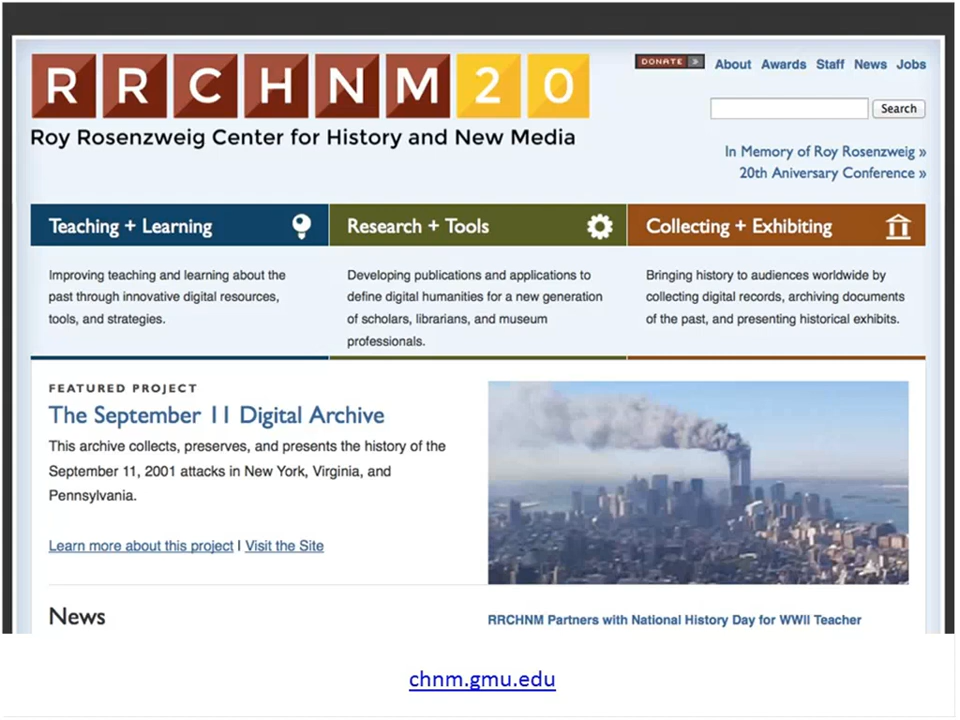 RRCHNM20
Roy Rosenzweig Center for History and New Media
DONATE »
About Awards Staff News Jobs
Search
In Memory of Roy Rosenzweig »
20th Aniversary Conference »
Teaching + Learning
Improving teaching and learning about the
past through innovative digital resources,
tools, and strategies.
Research + Tools
Developing publications and applications to
define digital humanities for a new generation
of scholars, librarians, and museum
professionals.
Collecting + Exhibiting
Bringing history to audiences worldwide by
collecting digital records, archiving documents
of the past, and presenting historical exhibits.
FEATURED PROJECT
The September 11 Digital Archive
This archive collects, preserves, and presents the history of the
September 11, 2001 attacks in New York, Virginia, and
Pennsylvania.
Learn more about this project | Visit the Site
News
RRCHNM Partners with National History Day for WWII Teacher
chnm.gmu.edu